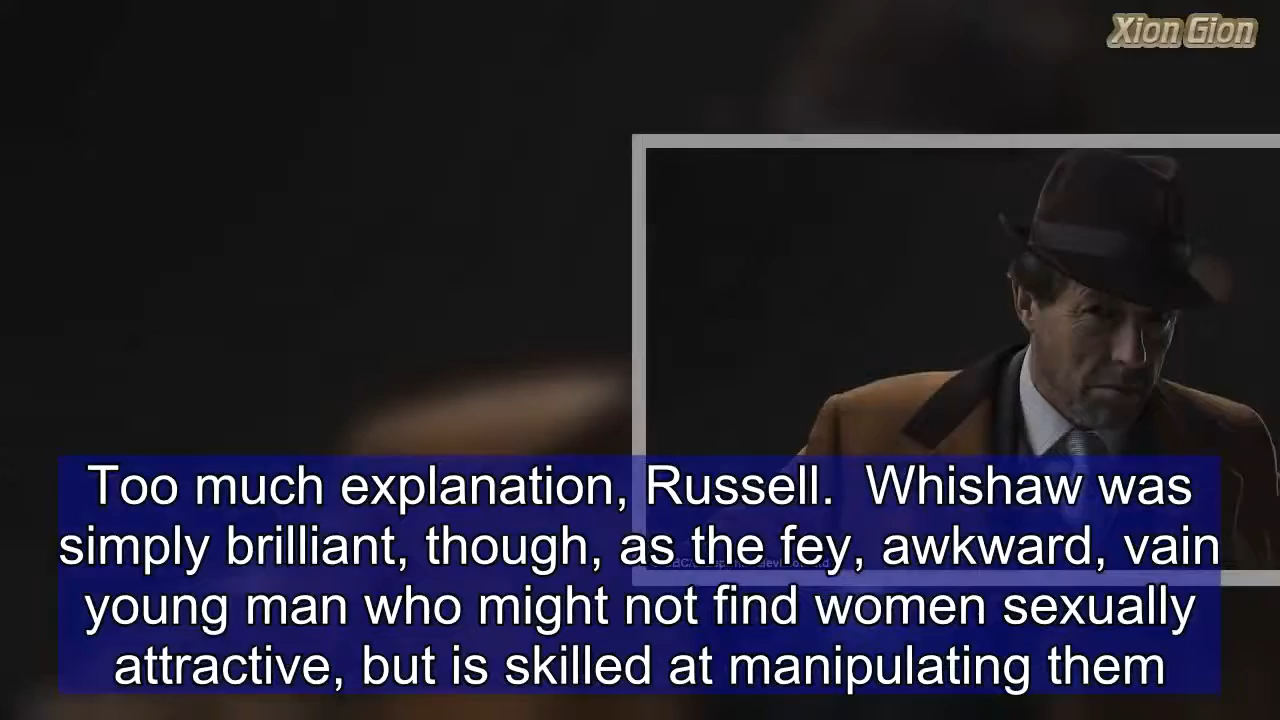 Xion Gion
Too much explanation, Russell.  Whishaw was
simply brilliant, though, as the fey, awkward, vain
young man who might not find women sexually
attractive, but is skilled at manipulating them